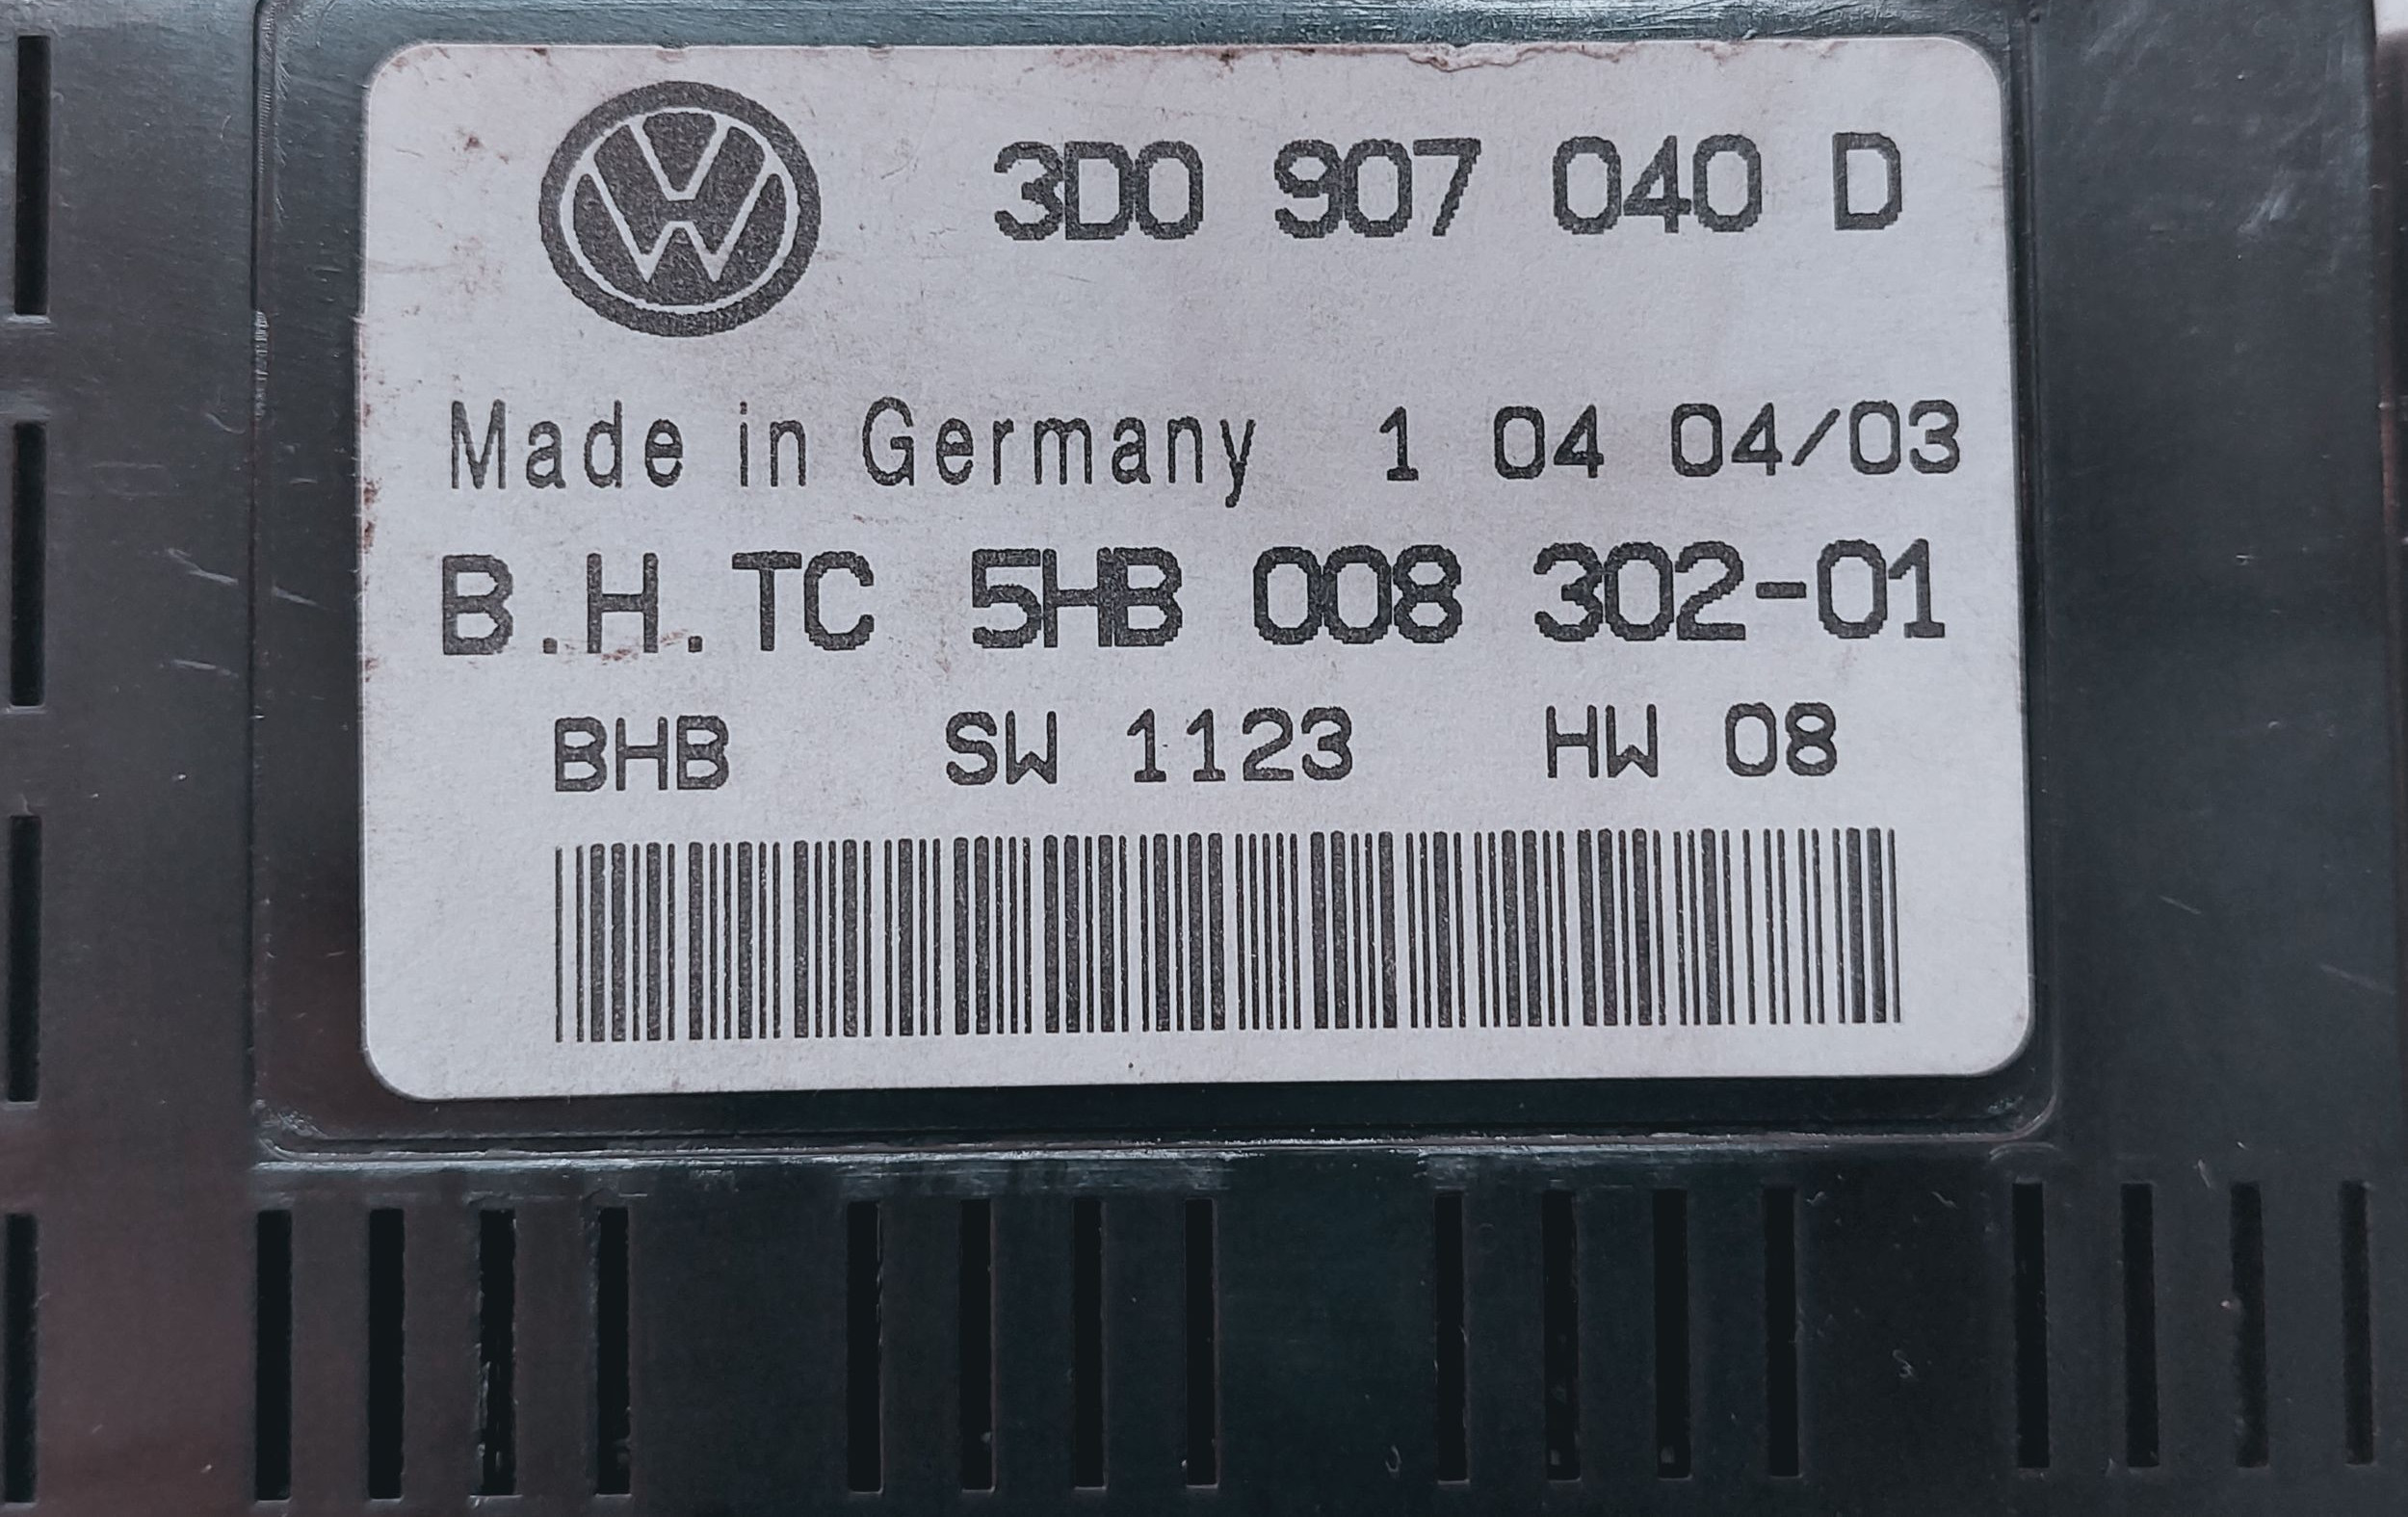 3D0 907 040 D
Made in Germany 1 04 04/03
B.H.TC 5HB 008 302-01
BHB SW 1123 HW 08